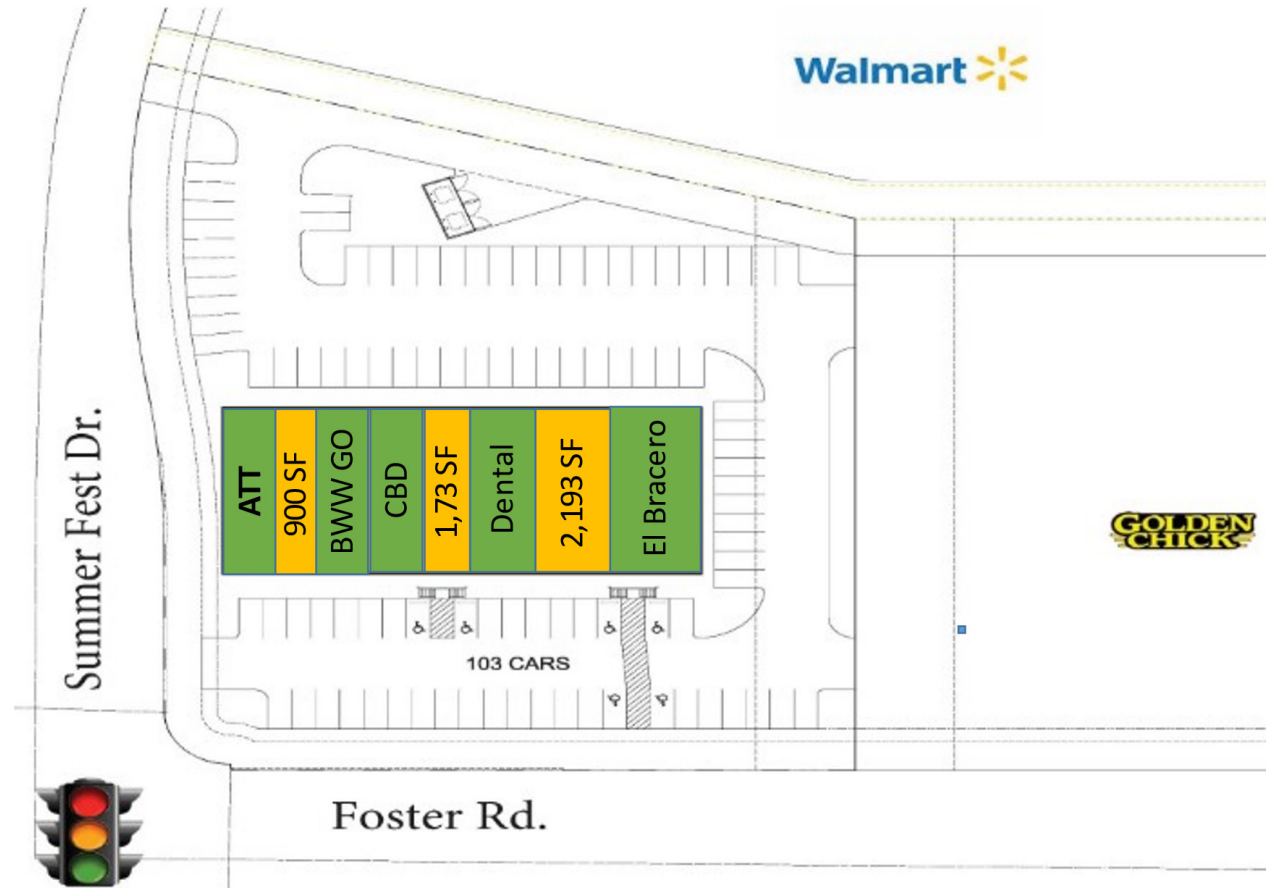 Walmart
Summer Fest Dr.
ATT
900 SF
BWW GO
CBD
1,73 SF
Dental
2,193 SF
El Bracero
GOLDEN
CHICK
103 CARS
Foster Rd.